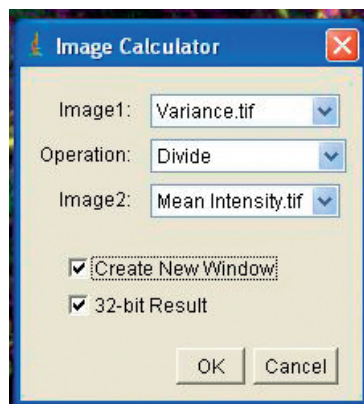 Image Calculator
Image1: Variance.tif
Operation: Divide
Image2: Mean Intensity.tif
Create New Window
32-bit Result
OK Cancel